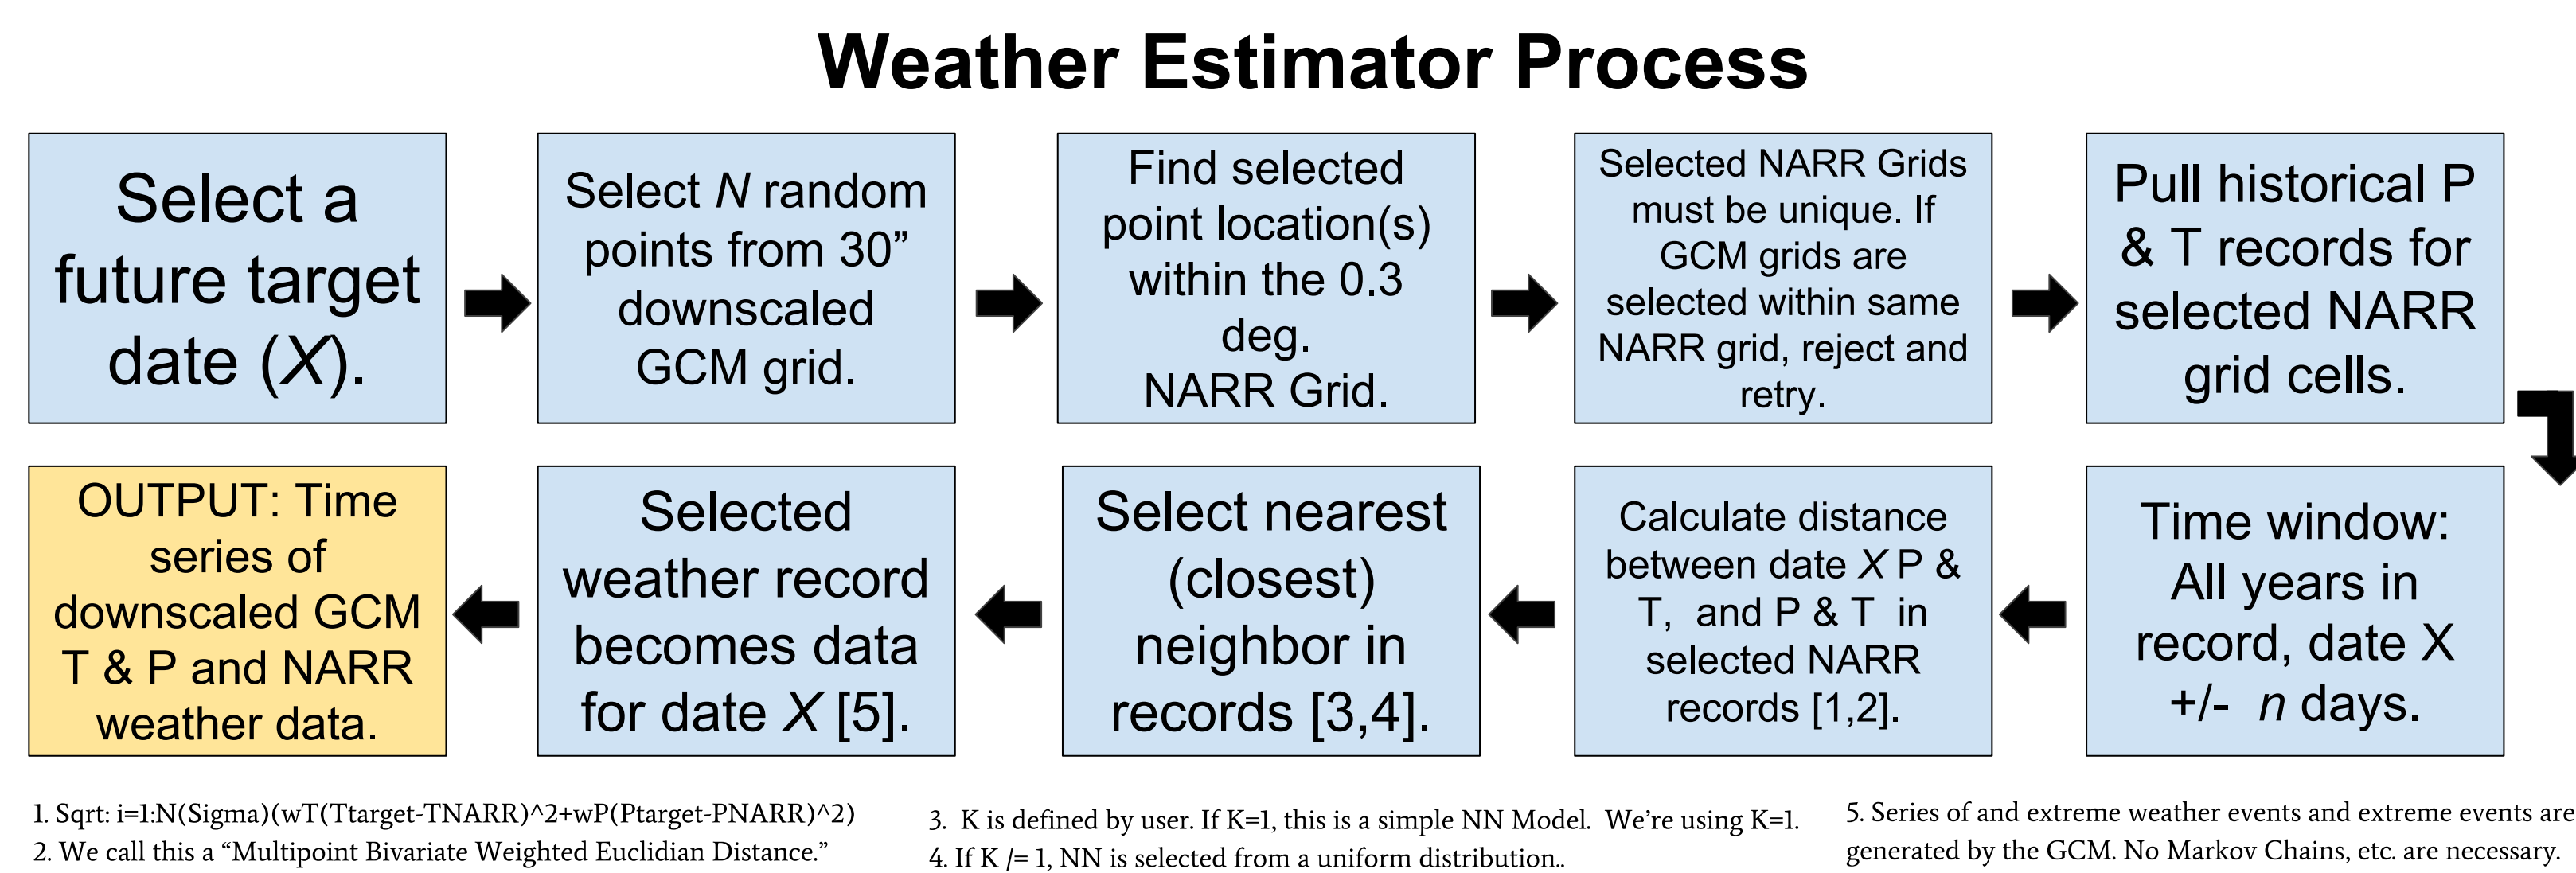 Weather Estimator Process
Select a
future target
date (X).
Select N random
points from 30”
downscaled
GCM grid.
Find selected
point location(s)
within the 0.3
deg.
NARR Grid.
Selected NARR Grids
must be unique. If
GCM grids are
selected within same
NARR grid, reject and
retry.
Pull historical P
& T records for
selected NARR
grid cells.
Time window:
All years in
record, date X
+/-  n days.
Calculate distance
between date X P &
T,  and P & T  in
selected NARR
records [1,2].
Select nearest
(closest)
neighbor in
records [3,4].
Selected
weather record
becomes data
for date X [5].
OUTPUT: Time
series of
downscaled GCM
T & P and NARR
weather data.
1. Sqrt: i=1:N(Sigma)(wT(Ttarget-TNARR)^2+wP(Ptarget-PNARR)^2)
2. We call this a “Multipoint Bivariate Weighted Euclidian Distance.”
3.  K is defined by user. If K=1, this is a simple NN Model.  We’re using K=1.
4. If K /= 1, NN is selected from a uniform distribution..
5. Series of and extreme weather events and extreme events are
generated by the GCM. No Markov Chains, etc. are necessary.